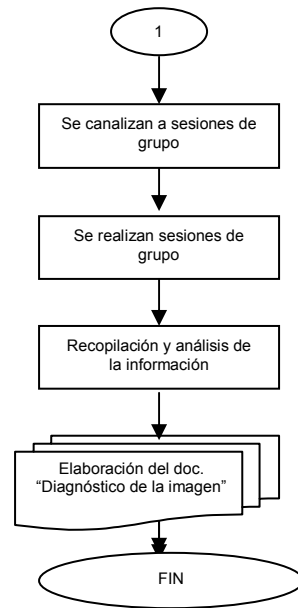 1
Se canalizan a sesiones de
grupo
Se realizan sesiones de
grupo
Recopilación y análisis de
la información
Elaboración del doc.
“Diagnóstico de la imagen”
FIN